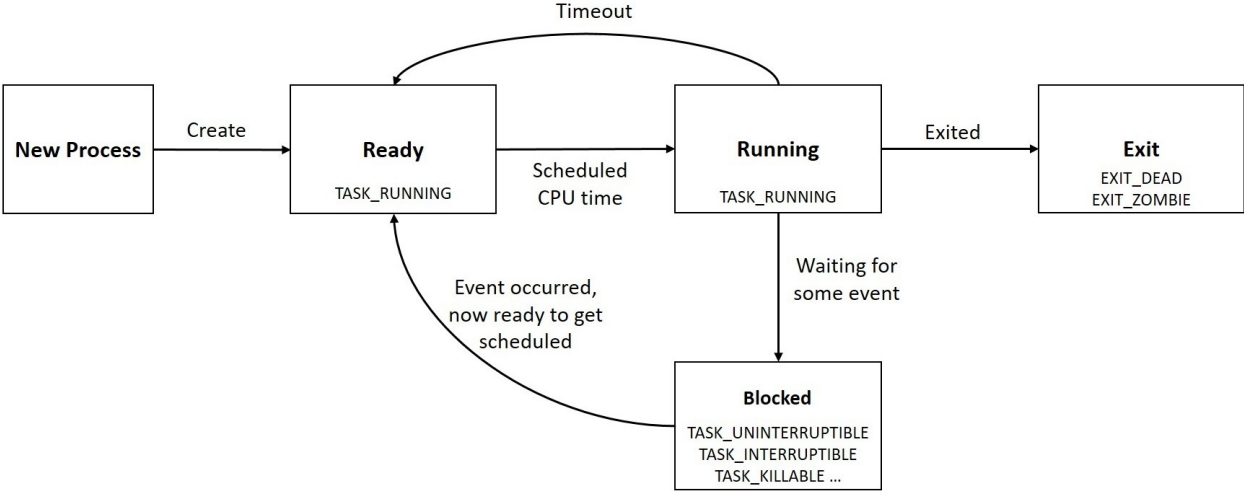 Timeout
New Process
Create
Ready
TASK_RUNNING
Scheduled
CPU time
Running
TASK_RUNNING
Exited
Exit
EXIT_DEAD
EXIT_ZOMBIE
Event occurred,
now ready to get
scheduled
Waiting for
some event
Blocked
TASK_UNINTERRUPTIBLE
TASK_INTERRUPTIBLE
TASK_KILLABLE ...